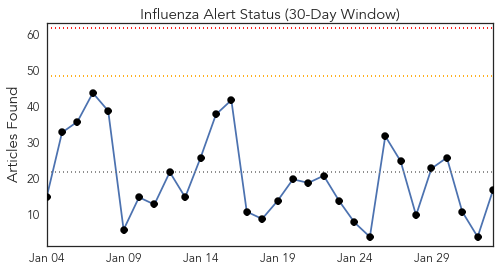 Influenza Alert Status (30-Day Window)
Articles Found
60
50
40
30
20
10
Jan 04 Jan 09 Jan 14 Jan 19 Jan 24 Jan 29